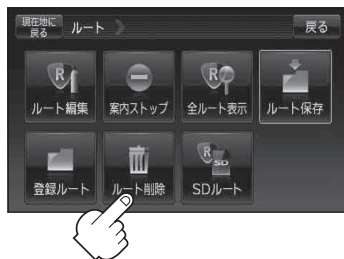 現在地に
戻る
ルート
戻る
ルート編集
案内ストップ
全ルート表示
ルート保存
登録ルート
ルート削除
SDルート